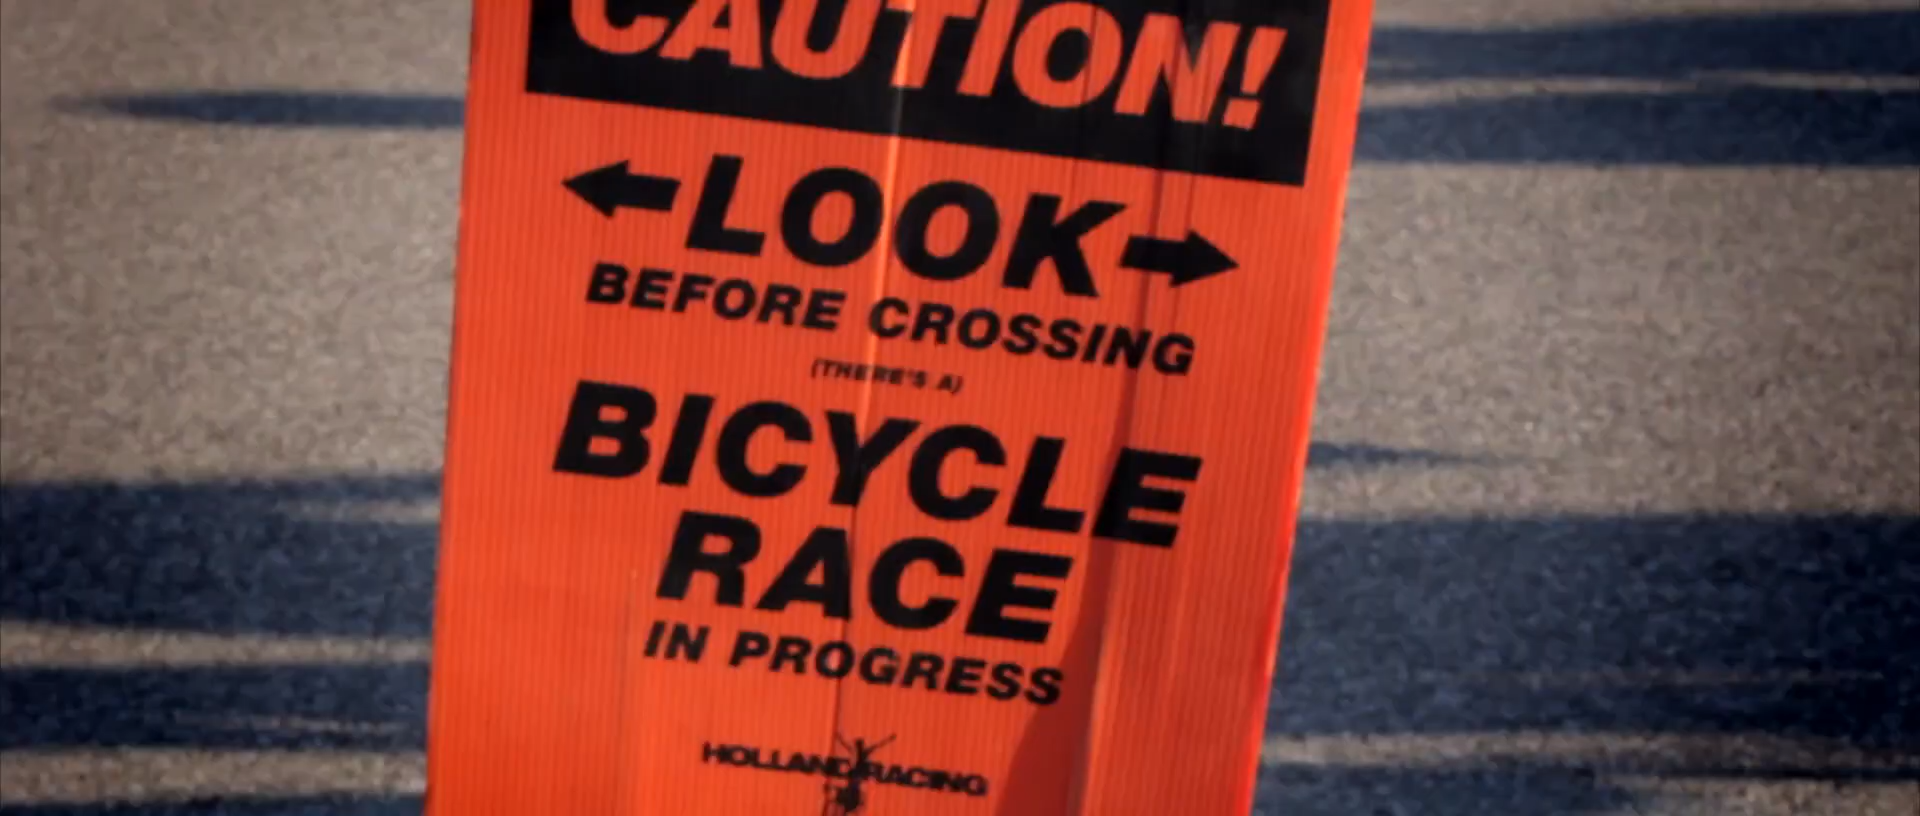 CAUTION!
LOOK
BEFORE CROSSING
(THERE'S A)
BICYCLE
RACE
IN PROGRESS
HOLLAND RACING